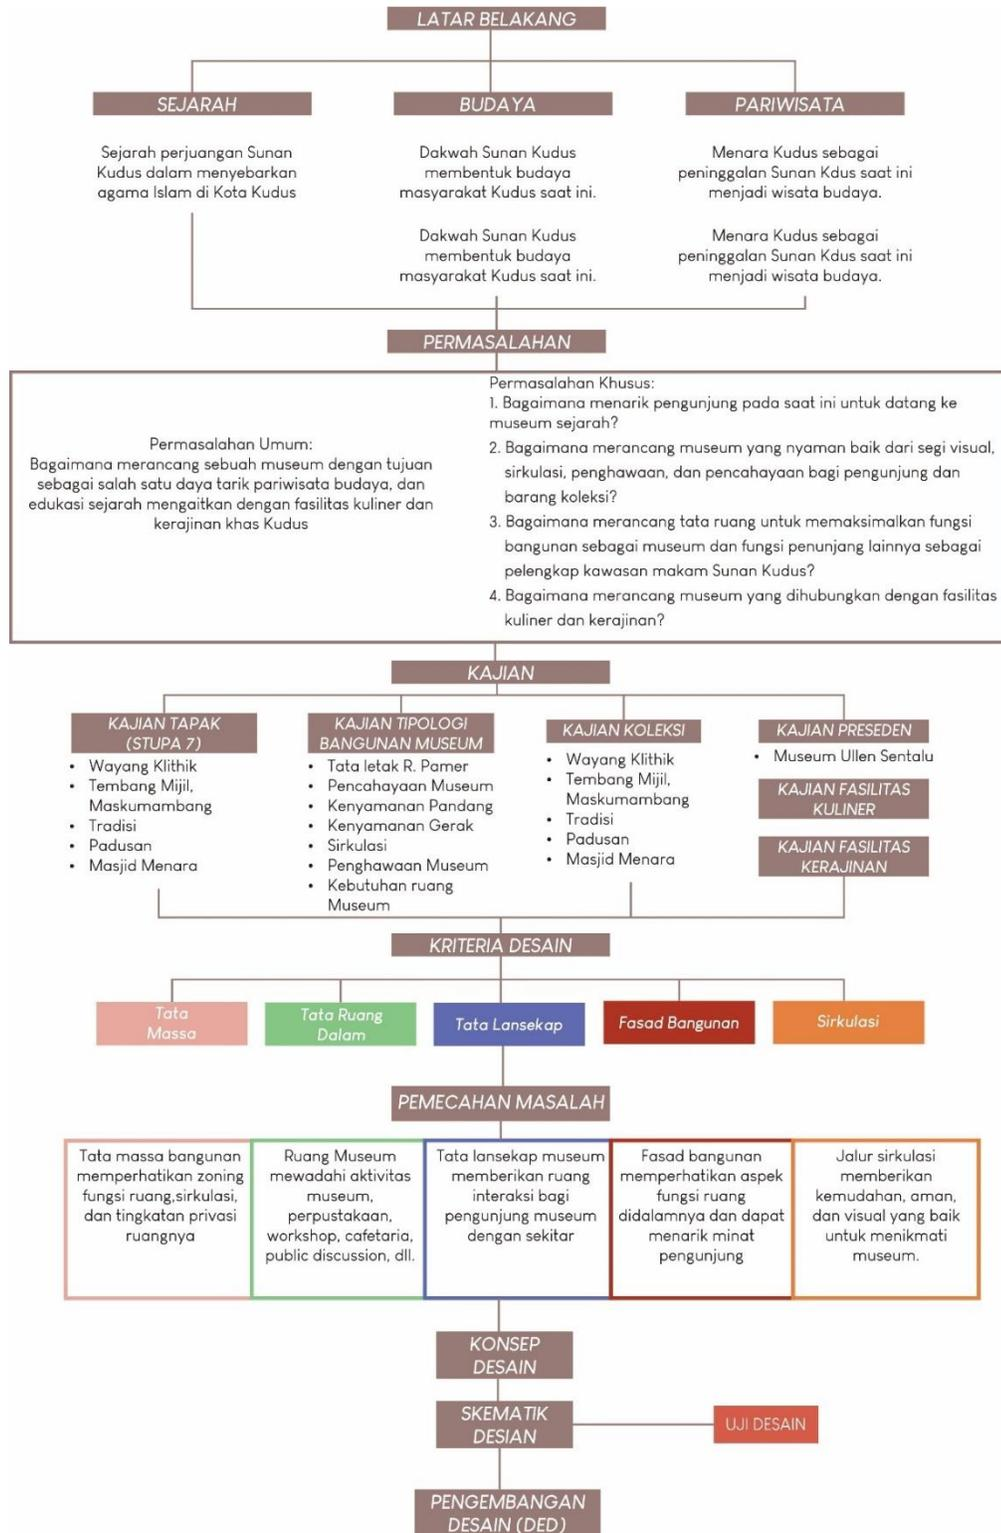 LATAR BELAKANG
SEJARAH
BUDAYA
PARIWISATA
Sejarah perjuangan Sunan
Kudus dalam menyebarkan
agama Islam di Kota Kudus
Dakwah Sunan Kudus
membentuk budaya
masyarakat Kudus saat ini.
Dakwah Sunan Kudus
membentuk budaya
masyarakat Kudus saat ini.
Menara Kudus sebagai
peninggalan Sunan Kdus saat ini
menjadi wisata budaya.
Menara Kudus sebagai
peninggalan Sunan Kdus saat ini
menjadi wisata budaya.
PERMASALAHAN
Permasalahan Umum:
Bagaimana merancang sebuah museum dengan tujuan
sebagai salah satu daya tarik pariwisata budaya, dan
edukasi sejarah mengaitkan dengan fasilitas kuliner dan
kerajinan khas Kudus
Permasalahan Khusus:
1. Bagaimana menarik pengunjung pada saat ini untuk datang ke
museum sejarah?
2. Bagaimana merancang museum yang nyaman baik dari segi visual,
sirkulasi, penghawaan, dan pencahayaan bagi pengunjung dan
barang koleksi?
3. Bagaimana merancang tata ruang untuk memaksimalkan fungsi
bangunan sebagai museum dan fungsi penunjang lainnya sebagai
pelengkap kawasan makam Sunan Kudus?
4. Bagaimana merancang museum yang dihubungkan dengan fasilitas
kuliner dan kerajinan?
KAJIAN
KAJIAN TAPAK
(STUPA 7)
• Wayang Klithik
• Tembang Mijil,
Maskumambang
• Tradisi
• Padusan
• Masjid Menara
KAJIAN TIPOLOGI
BANGUNAN MUSEUM
• Tata letak R. Pamer
• Pencahayaan Museum
• Kenyamanan Pandang
• Kenyamanan Gerak
• Sirkulasi
• Penghawaan Museum
• Kebutuhan ruang
Museum
KAJIAN KOLEKSI
• Wayang Klithik
• Tembang Mijil,
Maskumambang
• Tradisi
• Padusan
• Masjid Menara
KAJIAN PRESEDEN
• Museum Ullen Sentalu
KAJIAN FASILITAS
KULINER
KAJIAN FASILITAS
KERAJINAN
KRITERIA DESAIN
Tata
Massa
Tata Ruang
Dalam
Tata Lansekap
Fasad Bangunan
Sirkulasi
PEMECAHAN MASALAH
Tata massa bangunan
memperhatikan zoning
fungsi ruang,sirkulasi,
dan tingkatan privasi
ruangnya
Ruang Museum
mewadahi aktivitas
museum,
perpustakaan,
workshop, cafetaria,
public discussion, dll.
Tata lansekap museum
memberikan ruang
interaksi bagi
pengunjung museum
dengan sekitar
Fasad bangunan
memperhatikan aspek
fungsi ruang
didalamnya dan dapat
menarik minat
pengunjung
Jalur sirkulasi
memberikan
kemudahan, aman,
dan visual yang baik
untuk menikmati
museum.
KONSEP
DESAIN
SKEMATIK
DESIAN
UJI DESAIN
PENGEMBANGAN
DESAIN (DED)